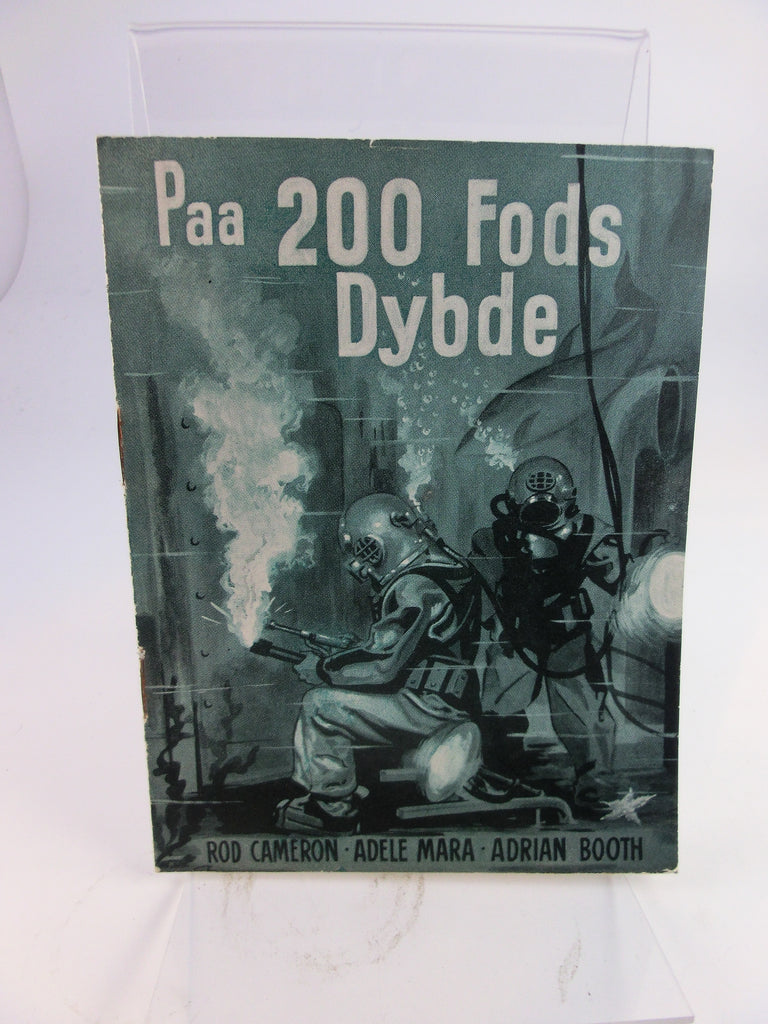 Paa 200 Fods
Dybde
ROD CAMERON · ADELE MARA · ADRIAN BOOTH